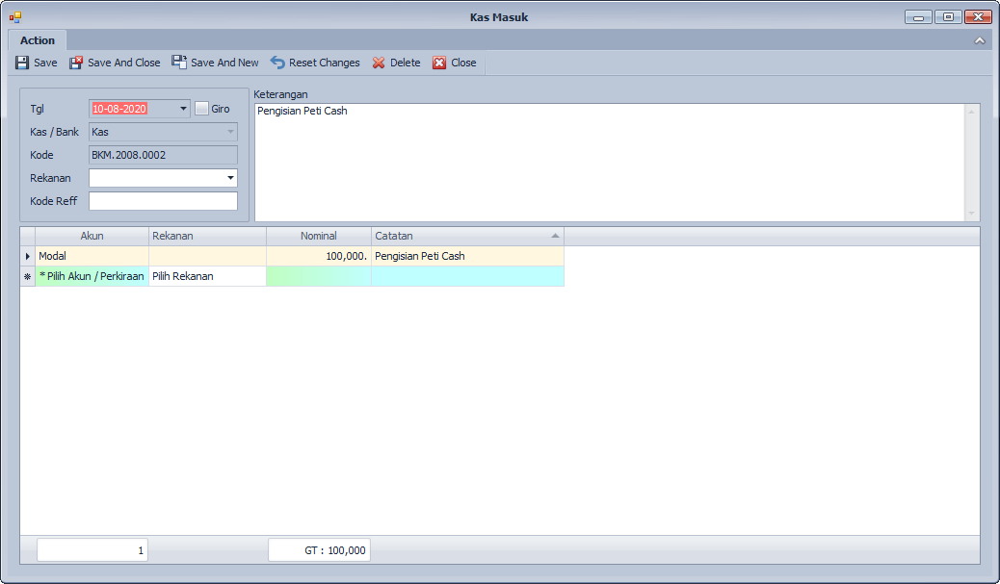 Kas Masuk
Action
Save Save And Close Save And New Reset Changes Delete Close
Tgl 10-08-2020 Giro
Kas / Bank Kas
Kode BKM.2008.0002
Rekanan
Kode Reff
Keterangan
Pengisian Peti Cash
Akun Rekanan Nominal Catatan
Modal 100,000. Pengisian Peti Cash
* Pilih Akun / Perkiraan Pilih Rekanan
1 GT : 100,000